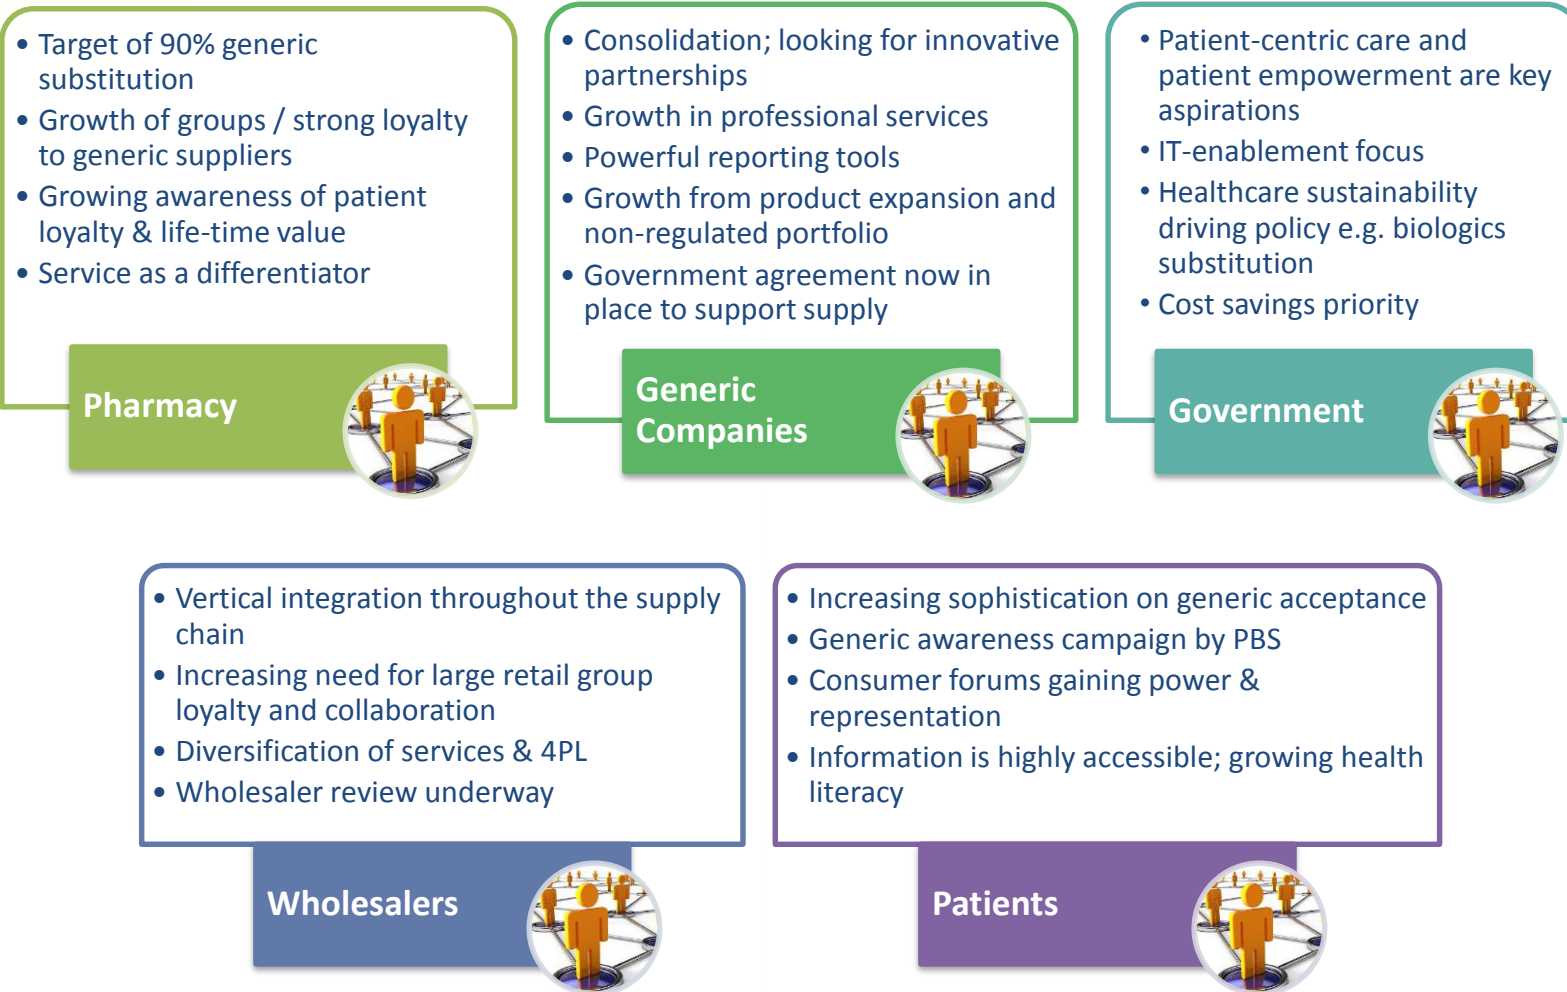 • Target of 90% generic
substitution
• Growth of groups / strong loyalty
to generic suppliers
• Growing awareness of patient
loyalty & life-time value
• Service as a differentiator
Pharmacy
• Consolidation; looking for innovative
partnerships
• Growth in professional services
• Powerful reporting tools
• Growth from product expansion and
non-regulated portfolio
• Government agreement now in
place to support supply
Generic
Companies
• Patient-centric care and
patient empowerment are key
aspirations
• IT-enablement focus
• Healthcare sustainability
driving policy e.g. biologics
substitution
• Cost savings priority
Government
• Vertical integration throughout the supply
chain
• Increasing need for large retail group
loyalty and collaboration
• Diversification of services & 4PL
• Wholesaler review underway
Wholesalers
• Increasing sophistication on generic acceptance
• Generic awareness campaign by PBS
• Consumer forums gaining power &
representation
• Information is highly accessible; growing health
literacy
Patients